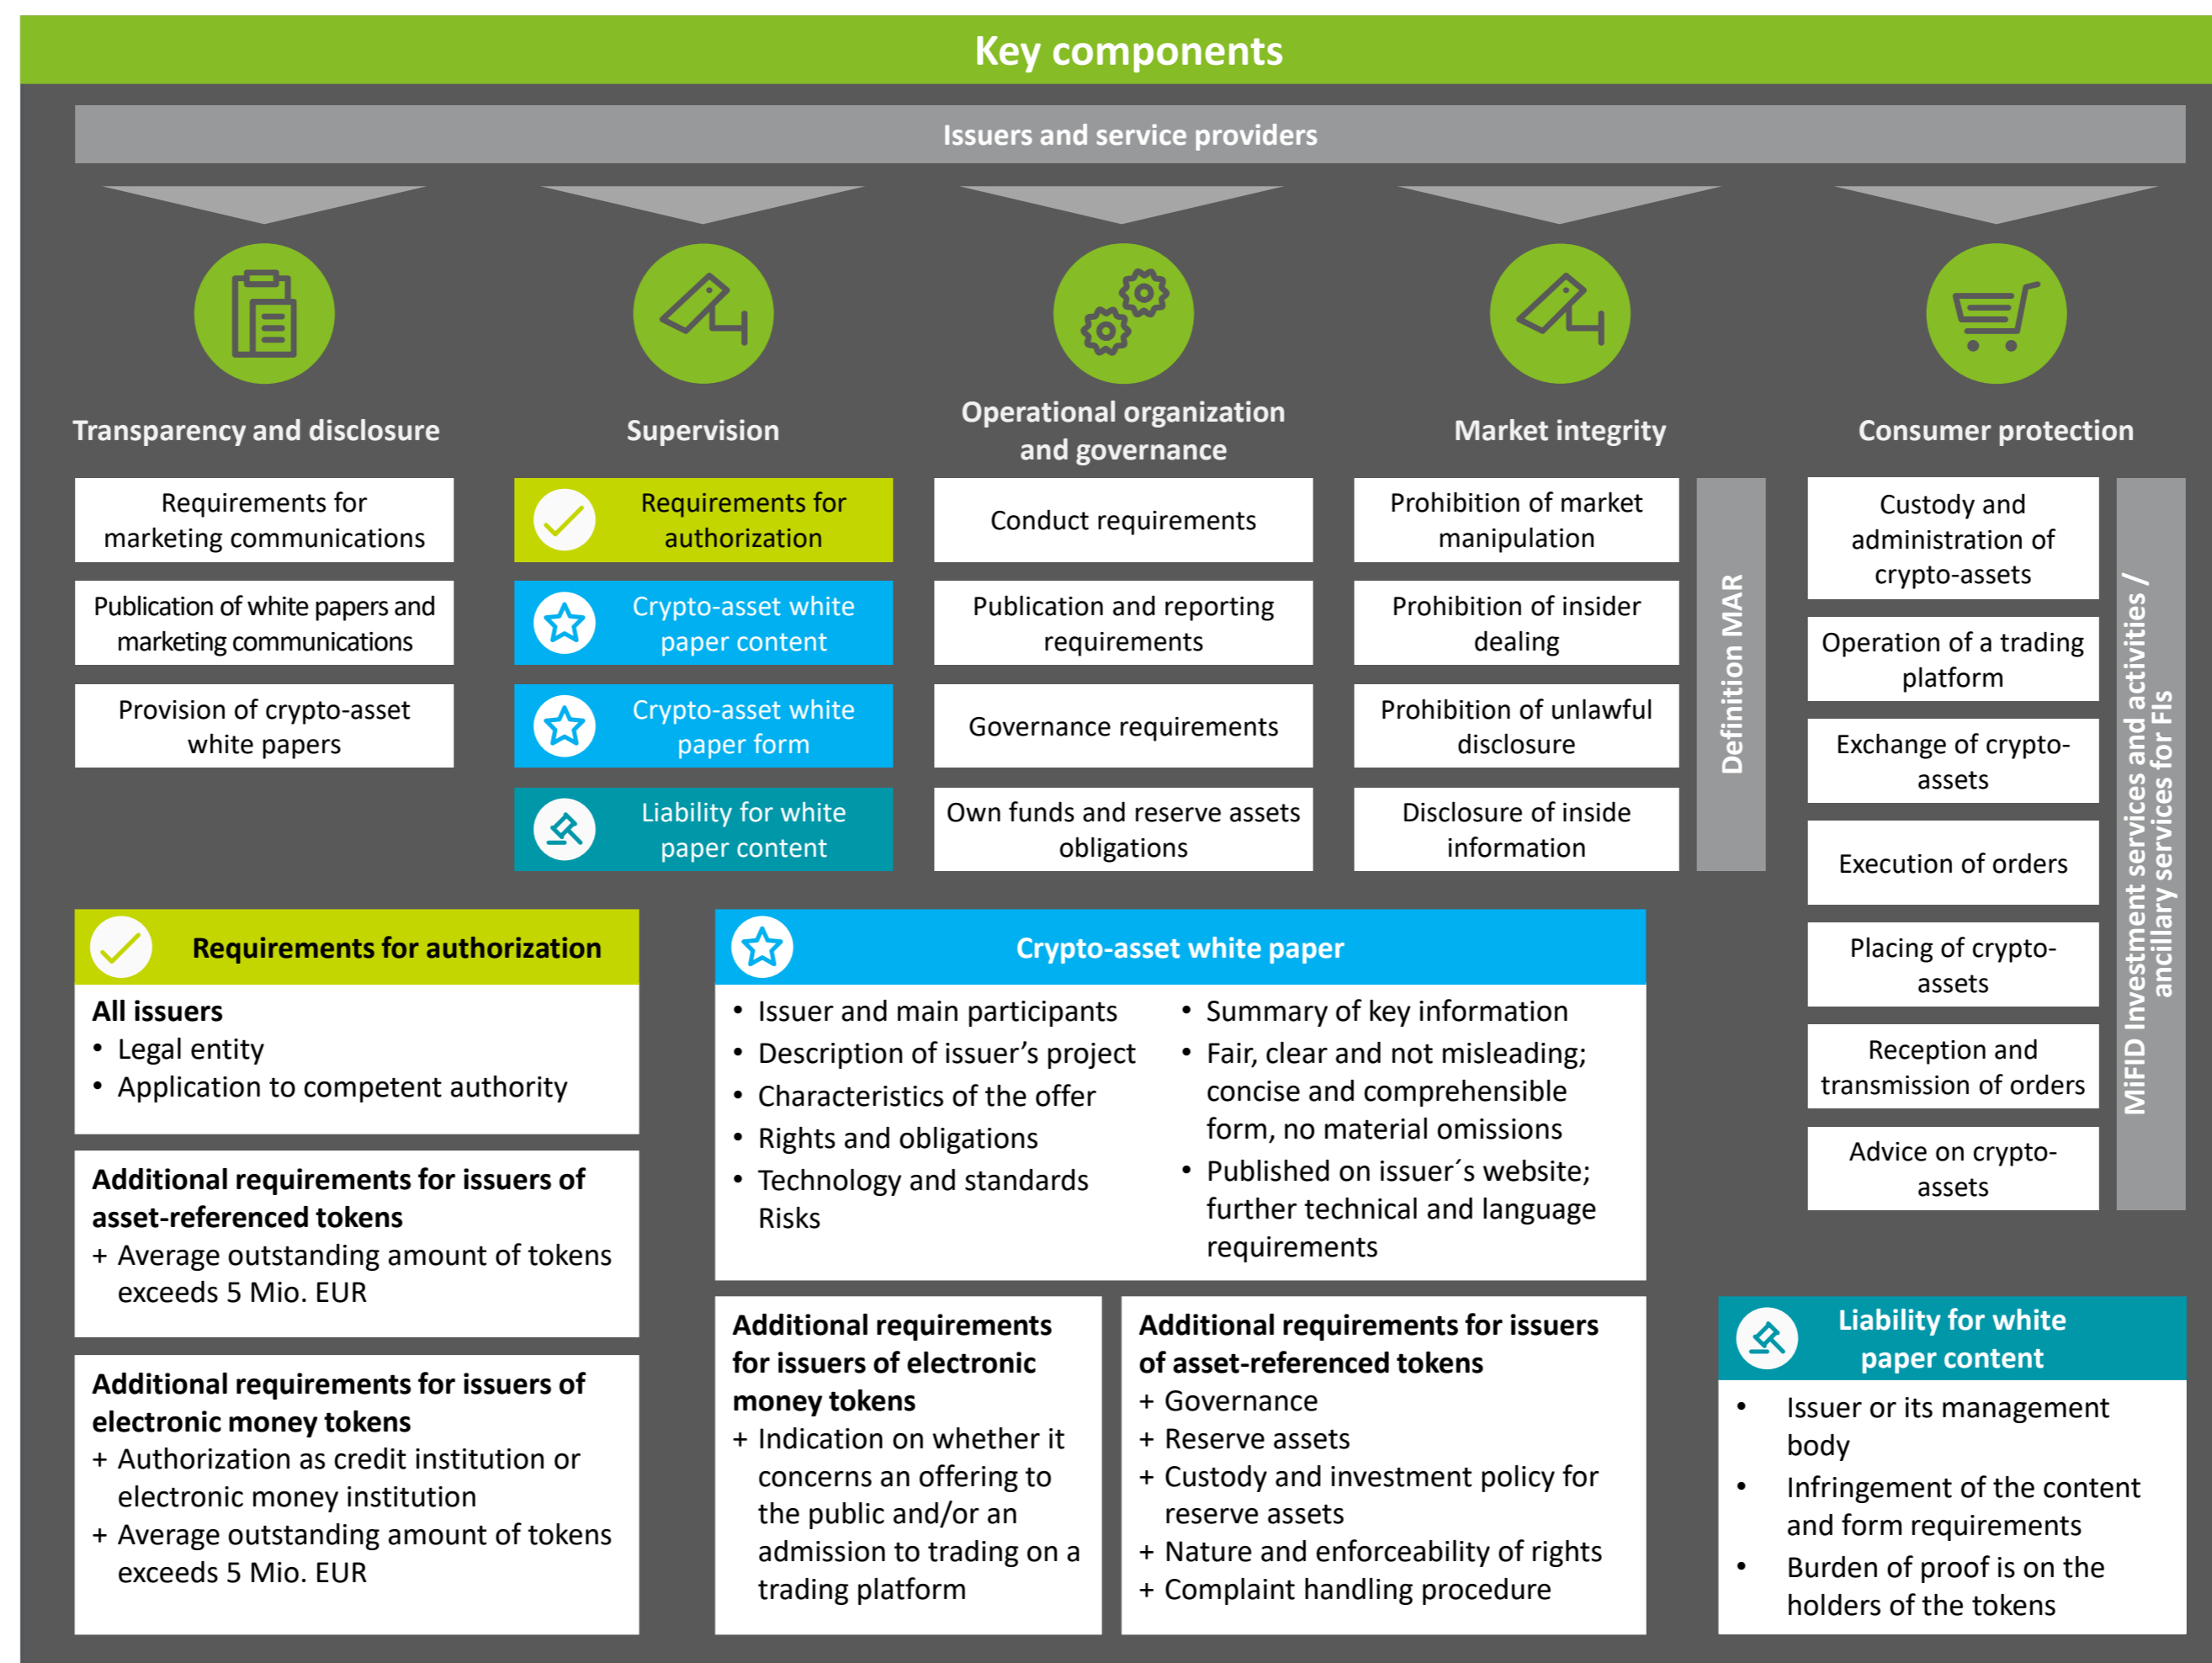 Key components
Issuers and service providers
Transparency and disclosure
Requirements for
marketing communications
Publication of white papers and
marketing communications
Provision of crypto-asset
white papers
Supervision
Requirements for
authorization
Crypto-asset white
paper content
Crypto-asset white
paper form
Liability for white
paper content
Operational organization
and governance
Conduct requirements
Publication and reporting
requirements
Governance requirements
Own funds and reserve assets
obligations
Market integrity
Prohibition of market
manipulation
Prohibition of insider
dealing
Prohibition of unlawful
disclosure
Disclosure of inside
information
Definition MAR
Consumer protection
Custody and
administration of
crypto-assets
Operation of a trading
platform
Exchange of crypto-
assets
Execution of orders
Placing of crypto-
assets
Reception and
transmission of orders
Advice on crypto-
assets
MiFID Investment services and activities /
ancillary services for FIs
Requirements for authorization
All issuers
• Legal entity
• Application to competent authority
Additional requirements for issuers of
asset-referenced tokens
+ Average outstanding amount of tokens
exceeds 5 Mio. EUR
Additional requirements for issuers of
electronic money tokens
+ Authorization as credit institution or
electronic money institution
+ Average outstanding amount of tokens
exceeds 5 Mio. EUR
Crypto-asset white paper
• Issuer and main participants
• Description of issuer’s project
• Characteristics of the offer
• Rights and obligations
• Technology and standards
Risks
• Summary of key information
• Fair, clear and not misleading;
concise and comprehensible
form, no material omissions
• Published on issuer´s website;
further technical and language
requirements
Additional requirements
for issuers of electronic
money tokens
+ Indication on whether it
concerns an offering to
the public and/or an
admission to trading on a
trading platform
Additional requirements for issuers
of asset-referenced tokens
+ Governance
+ Reserve assets
+ Custody and investment policy for
reserve assets
+ Nature and enforceability of rights
+ Complaint handling procedure
Liability for white
paper content
• Issuer or its management
body
• Infringement of the content
and form requirements
• Burden of proof is on the
holders of the tokens